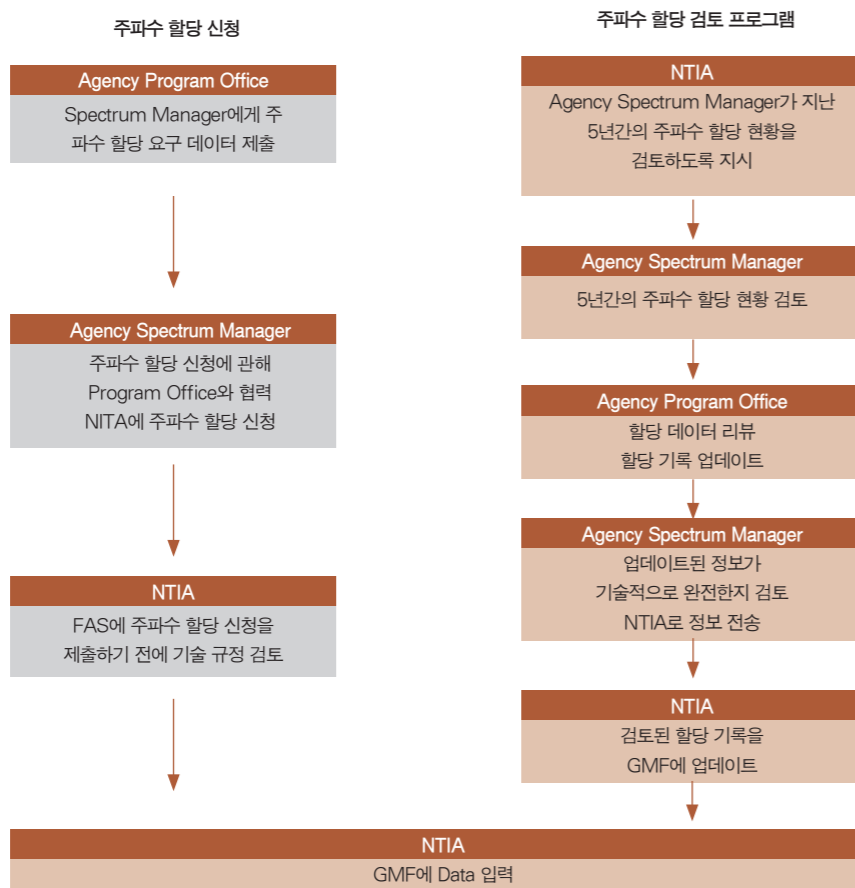 주파수 할당 신청
Agency Program Office
Spectrum Manager에게 주
파수 할당 요구 데이터 제출
Agency Spectrum Manager
주파수 할당 신청에 관해
Program Office와 협력
NITA에 주파수 할당 신청
NTIA
FAS에 주파수 할당 신청을
제출하기 전에 기술 규정 검토
주파수 할당 검토 프로그램
NTIA
Agency Spectrum Manager가 지난
5년간의 주파수 할당 현황을
검토하도록 지시
Agency Spectrum Manager
5년간의 주파수 할당 현황 검토
Agency Program Office
할당 데이터 리뷰
할당 기록 업데이트
Agency Spectrum Manager
업데이트된 정보가
기술적으로 완전한지 검토
NTIA로 정보 전송
NTIA
검토된 할당 기록을
GMF에 업데이트
NTIA
GMF에 Data 입력